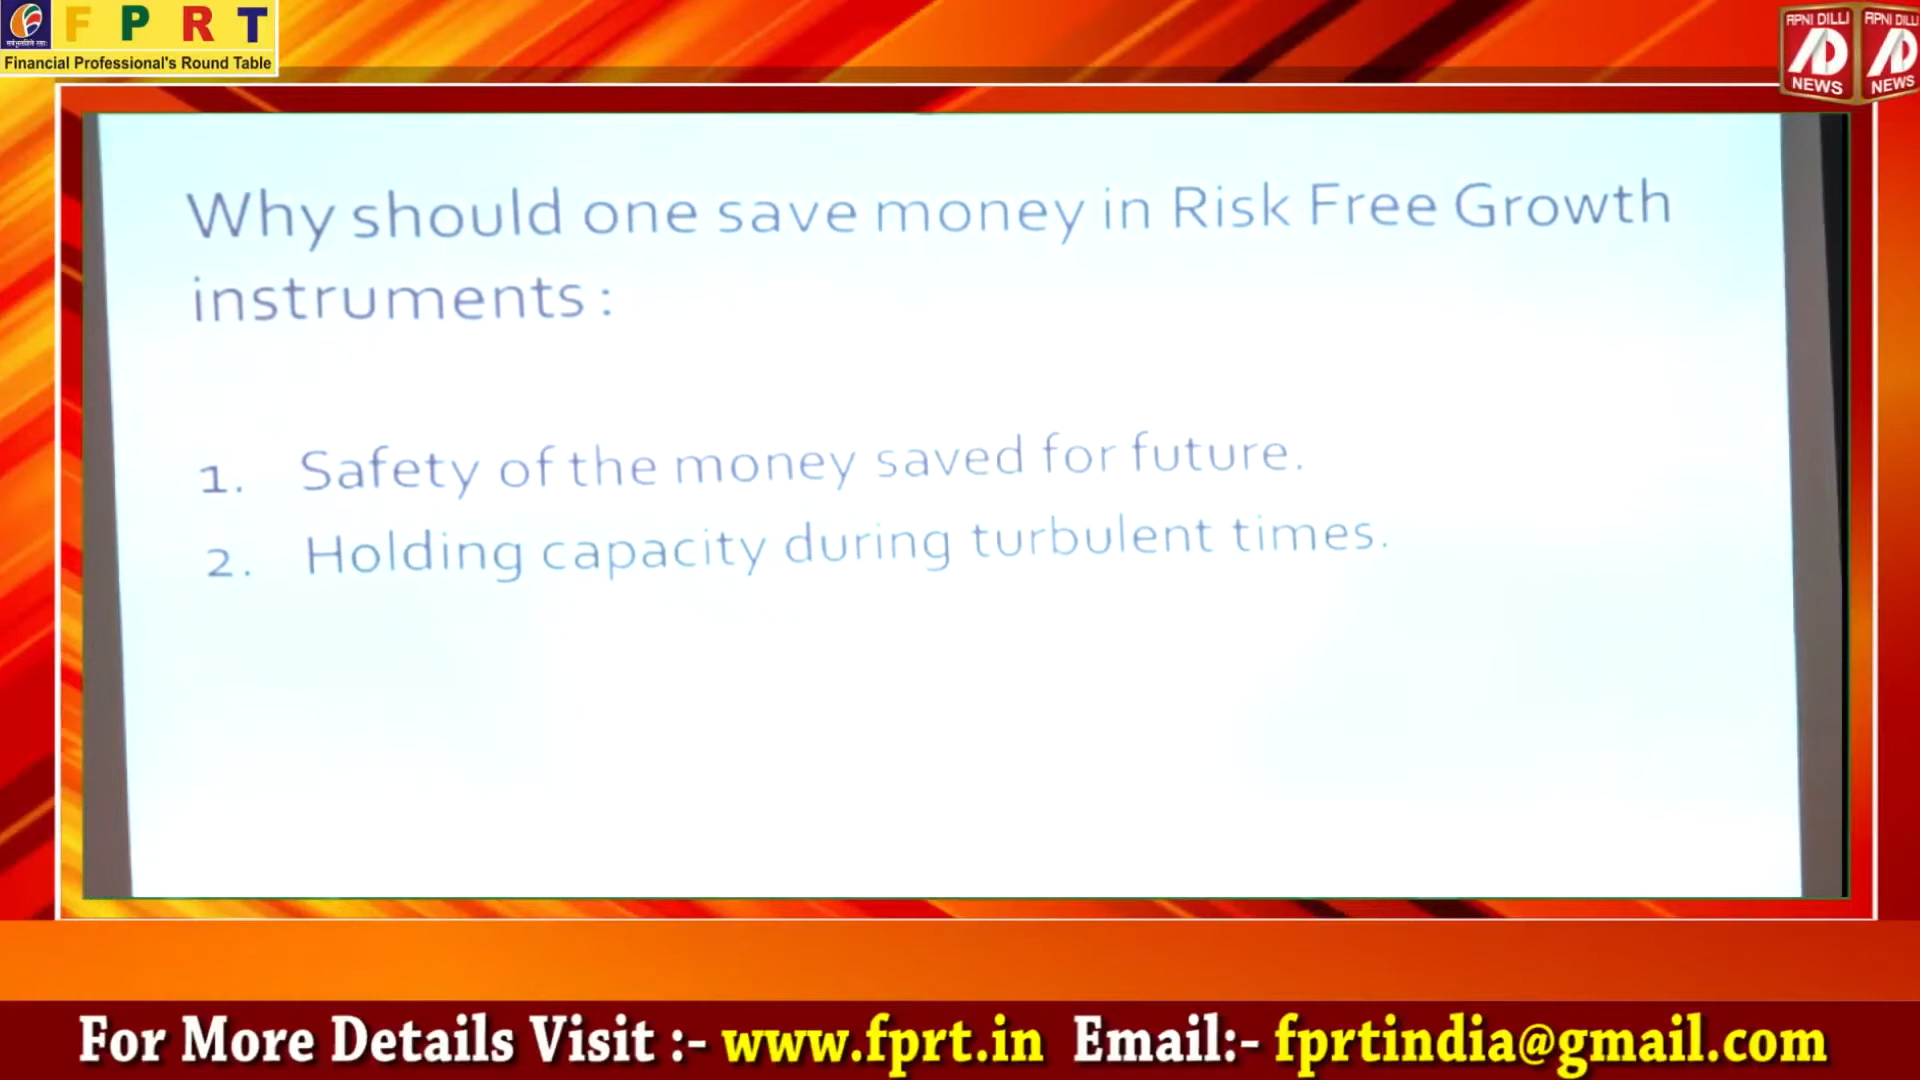 F P R T
Financial Professional's Round Table
APNI DILLI
AD
NEWS
APNI DILLI
AD
NEWS
Why should one save money in Risk Free Growth
instruments :
1. Safety of the money saved for future.
2. Holding capacity during turbulent times.
For More Details Visit :- www.fprt.in Email:- fprtindia@gmail.com